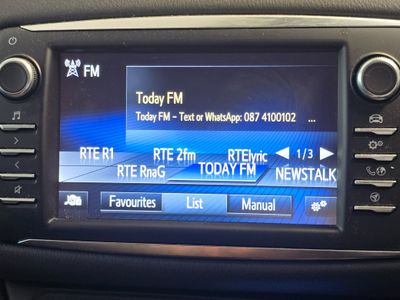 FM
Today FM
Today FM – Text or WhatsApp: 087 4100102 ...
RTE R1 RTE 2fm RTElyric 1/3
RTE RnaG TODAY FM NEWSTALK
Favourites List Manual